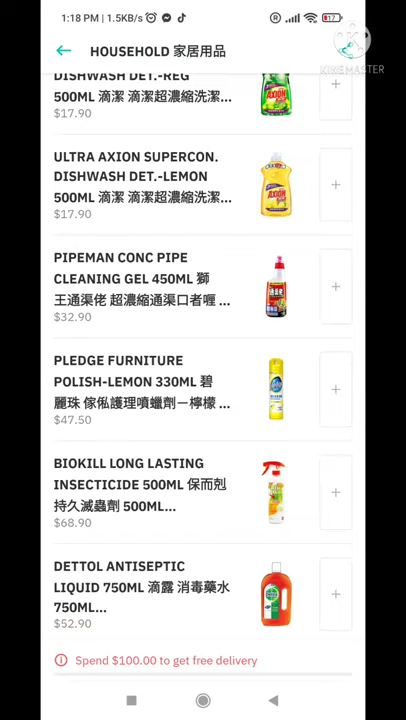 1:18 PM | 1.5KB/s
17
HOUSEHOLD 家居用品
KINEMASTER
DISHWASH DET.-REG
500ML 滴潔 滴潔超濃縮洗潔...
$17.90
ULTRA AXION SUPERCON.
DISHWASH DET.-LEMON
500ML 滴潔 滴潔超濃縮洗潔...
$17.90
AXION
PIPEMAN CONC PIPE
CLEANING GEL 450ML 獅
王通渠佬 超濃縮通渠口者喱 ...
$32.90
PLEDGE FURNITURE
POLISH-LEMON 330ML 碧
麗珠 傢俬護理噴蠟劑－檸檬 ...
$47.50
BIOKILL LONG LASTING
INSECTICIDE 500ML 保而剋
持久滅蟲劑 500ML...
$68.90
DETTOL ANTISEPTIC
LIQUID 750ML 滴露 消毒藥水
750ML...
$52.90
Dettol
Spend $100.00 to get free delivery